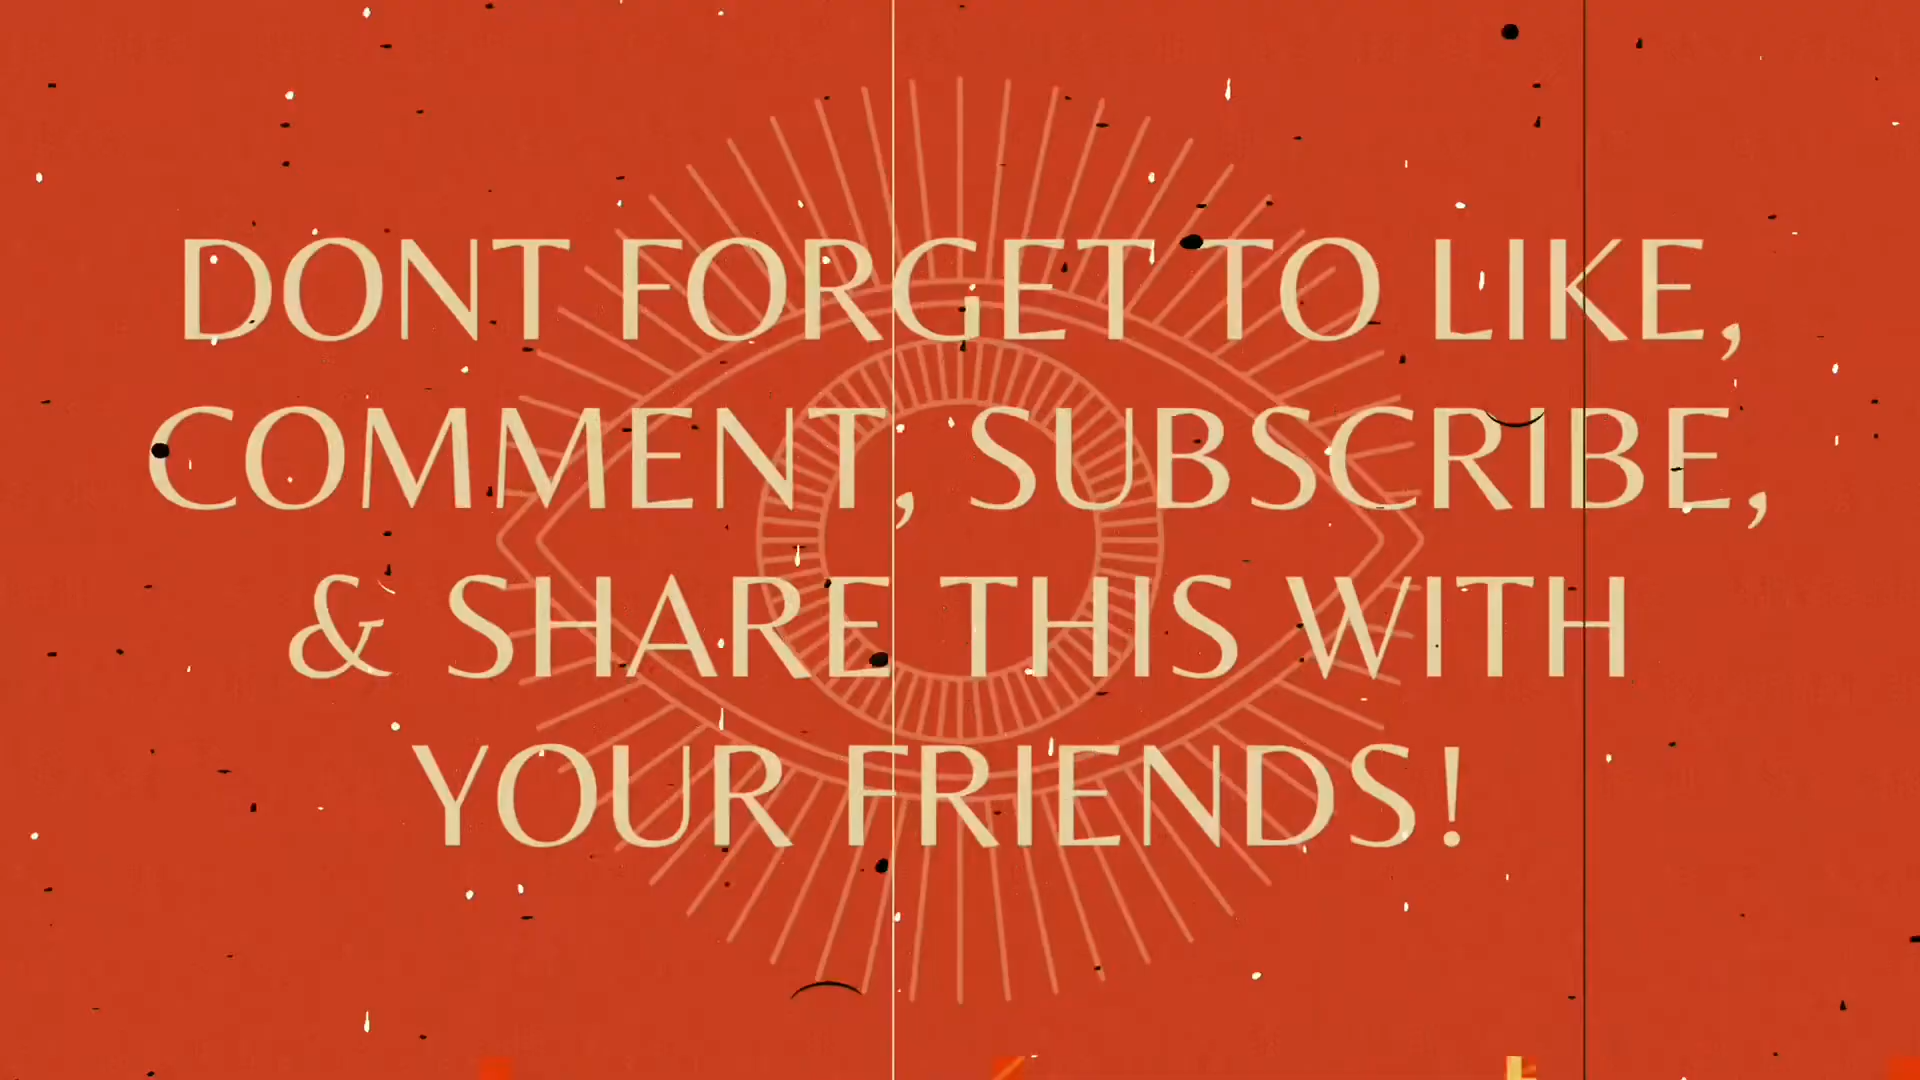 DONT FORGET TO LIKE,
COMMENT, SUBSCRIBE,
& SHARE THIS WITH
YOUR FRIENDS!